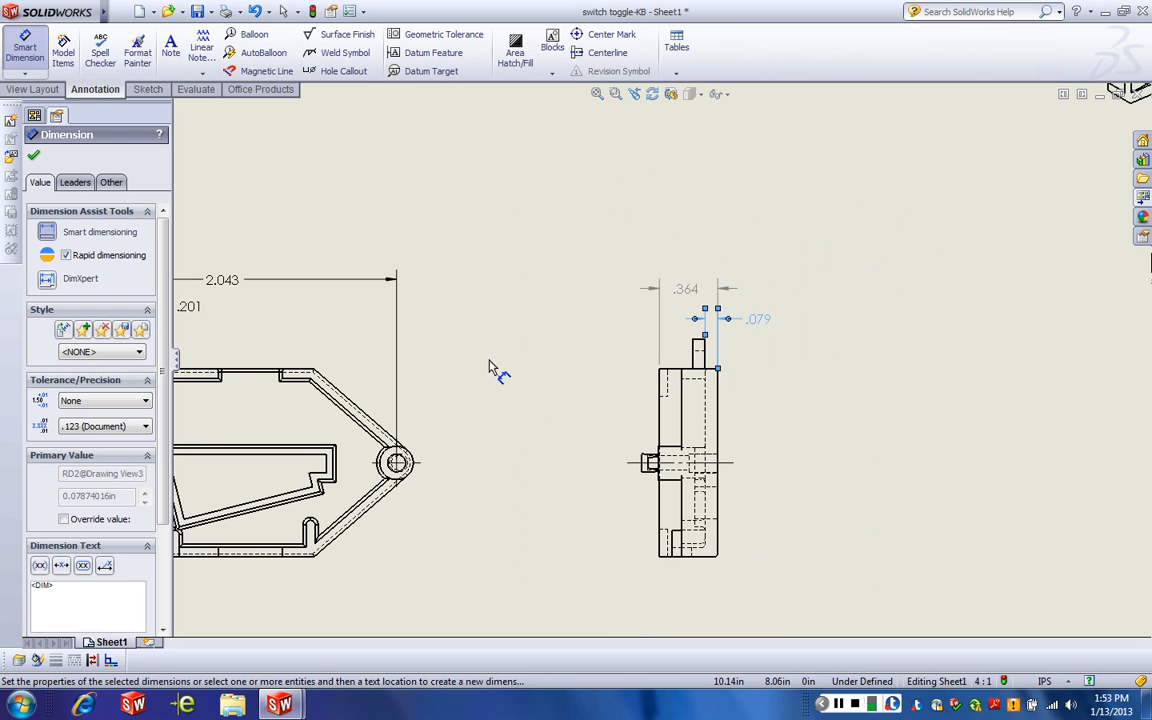 SOLIDWORKS
switch toggle-KB - Sheet1 *
Search SolidWorks Help
?
Smart Dimension
Model Items
Spell Checker
Format Painter
Note
Linear Note...
Balloon
AutoBalloon
Magnetic Line
Surface Finish
Weld Symbol
Hole Callout
Geometric Tolerance
Datum Feature
Datum Target
Area Hatch/Fill
Blocks
Center Mark
Centerline
Revision Symbol
Tables
View Layout
Annotation
Sketch
Evaluate
Office Products
Dimension
?
Value
Leaders
Other
Dimension Assist Tools
Smart dimensioning
Rapid dimensioning
DimXpert
Style
<NONE>
Tolerance/Precision
None
.123 (Document)
Primary Value
RD2@Drawing View3
0.07874016in
Override value:
Dimension Text
(xx)
<DIM>
2.043
.201
.364
.079
Sheet1
Set the properties of the selected dimensions or select one or more entities and then a text location to create a new dimens...
10.14in
8.06in
0in
Under Defined
Editing Sheet1
4 : 1
IPS
1:53 PM
1/13/2013